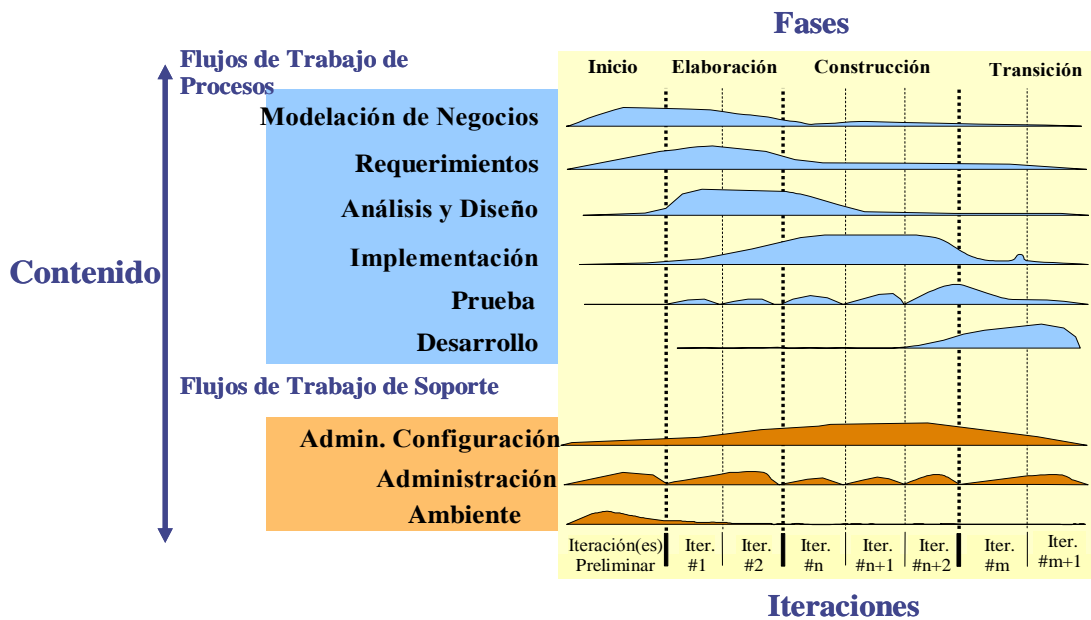 Fases
Flujos de Trabajo de
Procesos
Inicio
Elaboración
Construcción
Transición
Modelación de Negocios
Requerimientos
Análisis y Diseño
Implementación
Prueba
Desarrollo
Contenido
Flujos de Trabajo de Soporte
Admin. Configuración
Administración
Ambiente
Iteración(es)
Preliminar
Iter.
#1
Iter.
#2
Iter.
#n
Iter.
#n+1
Iter.
#n+2
Iter.
#m
Iter.
#m+1
Iteraciones